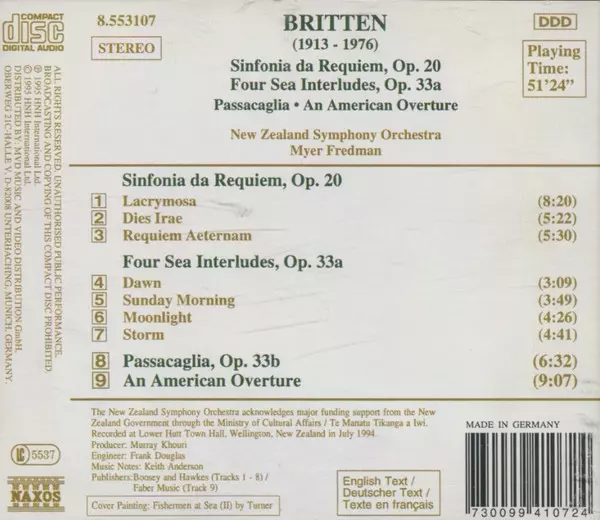 COMPACT
disc
DIGITAL AUDIO
8.553107
STEREO
BRITTEN
(1913 - 1976)
Sinfonia da Requiem, Op. 20
Four Sea Interludes, Op. 33a
Passacaglia • An American Overture
New Zealand Symphony Orchestra
Myer Fredman
DDD
Playing
Time:
51'24"
ALL RIGHTS RESERVED. UNAUTHORISED PUBLIC PERFORMANCE,
BROADCASTING AND COPYING OF THIS COMPACT DISC PROHIBITED.
℗ 1995 HNH International Ltd.
© 1995 HNH International Ltd.
DISTRIBUTED BY: MVD MUSIC AND VIDEO DISTRIBUTION GmbH,
OBERWEG 21C-HALLE V, D-82008 UNTERHACHING, MUNICH, GERMANY.
Sinfonia da Requiem, Op. 20
1 Lacrymosa (8:20)
2 Dies Irae (5:22)
3 Requiem Aeternam (5:30)
Four Sea Interludes, Op. 33a
4 Dawn (3:09)
5 Sunday Morning (3:49)
6 Moonlight (4:26)
7 Storm (4:41)
8 Passacaglia, Op. 33b (6:32)
9 An American Overture (9:07)
The New Zealand Symphony Orchestra acknowledges major funding support from the New
Zealand Government through the Ministry of Cultural Affairs / Te Manatu Tikanga a Iwi.
Recorded at Lower Hutt Town Hall, Wellington, New Zealand in July 1994.
Producer: Murray Khouri
Engineer: Frank Douglas
Music Notes: Keith Anderson
Publishers: Boosey and Hawkes (Tracks 1 - 8) /
Faber Music (Track 9)
Cover Painting: Fishermen at Sea (II) by Turner
LC 5537
NAXOS
English Text /
Deutscher Text /
Texte en français
MADE IN GERMANY
730099 410724